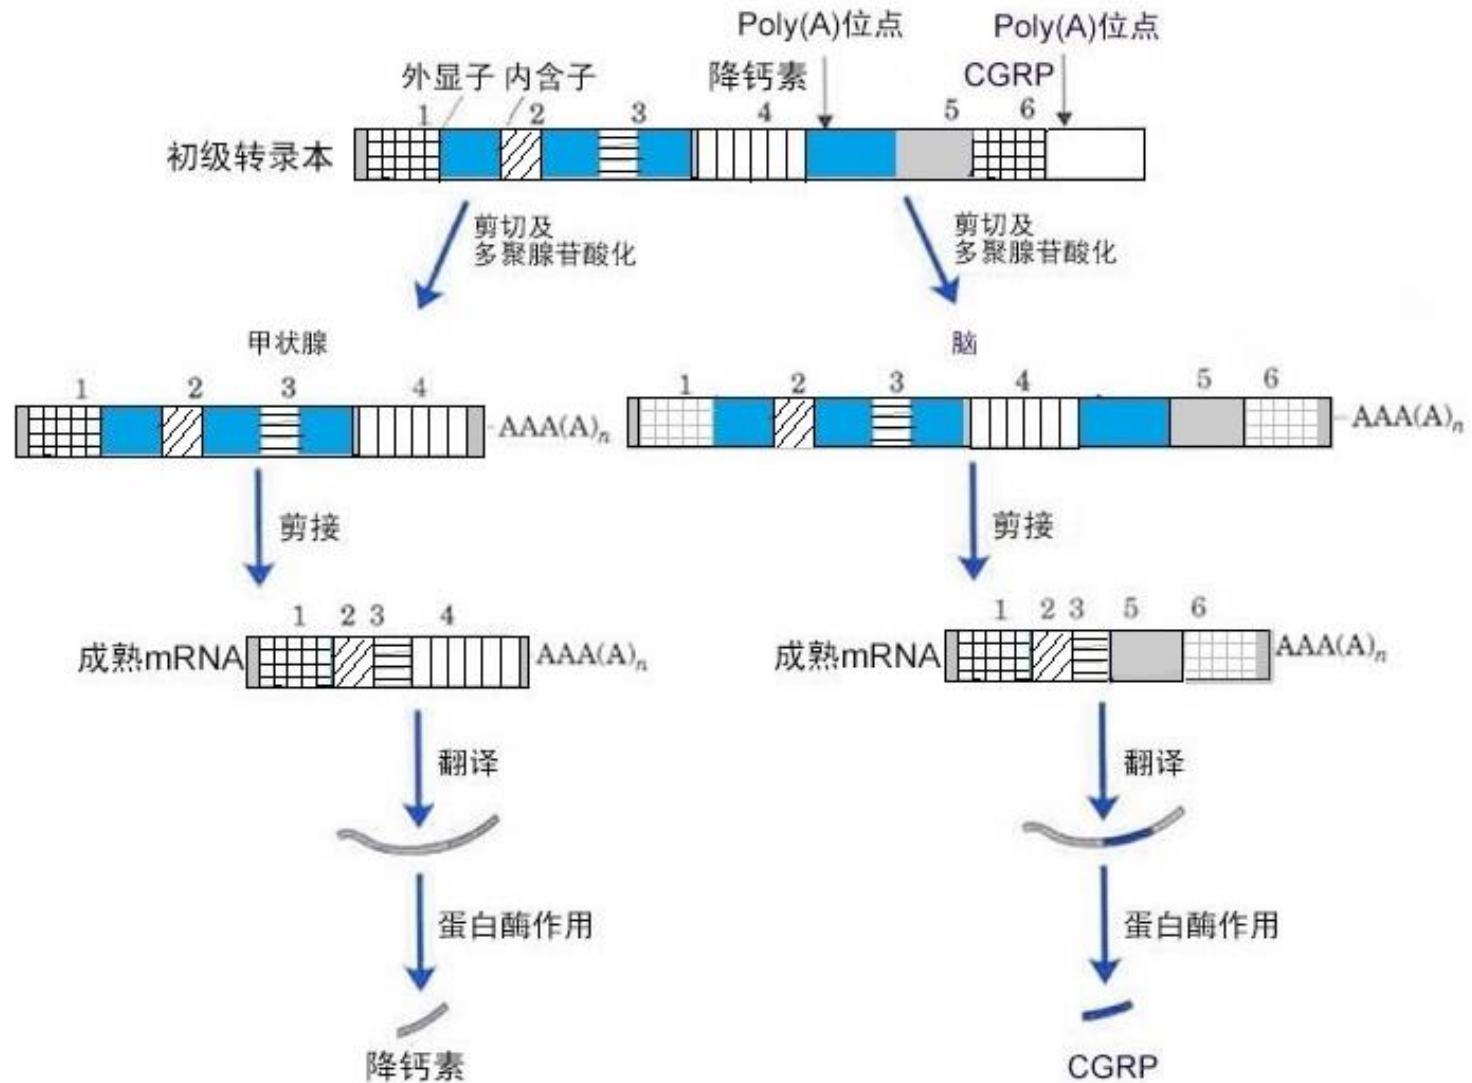 Poly(A)位点 Poly(A)位点
外显子 内含子 降钙素 CGRP
1 2 3 4 5 6
初级转录本
剪切及
多聚腺苷酸化
剪切及
多聚腺苷酸化
甲状腺 脑
1 2 3 4
AAA(A)n
1 2 3 4 5 6
AAA(A)n
剪接 剪接
1 2 3 4
成熟mRNA AAA(A)n
1 2 3 5 6
成熟mRNA AAA(A)n
翻译 翻译
蛋白酶作用 蛋白酶作用
降钙素 CGRP